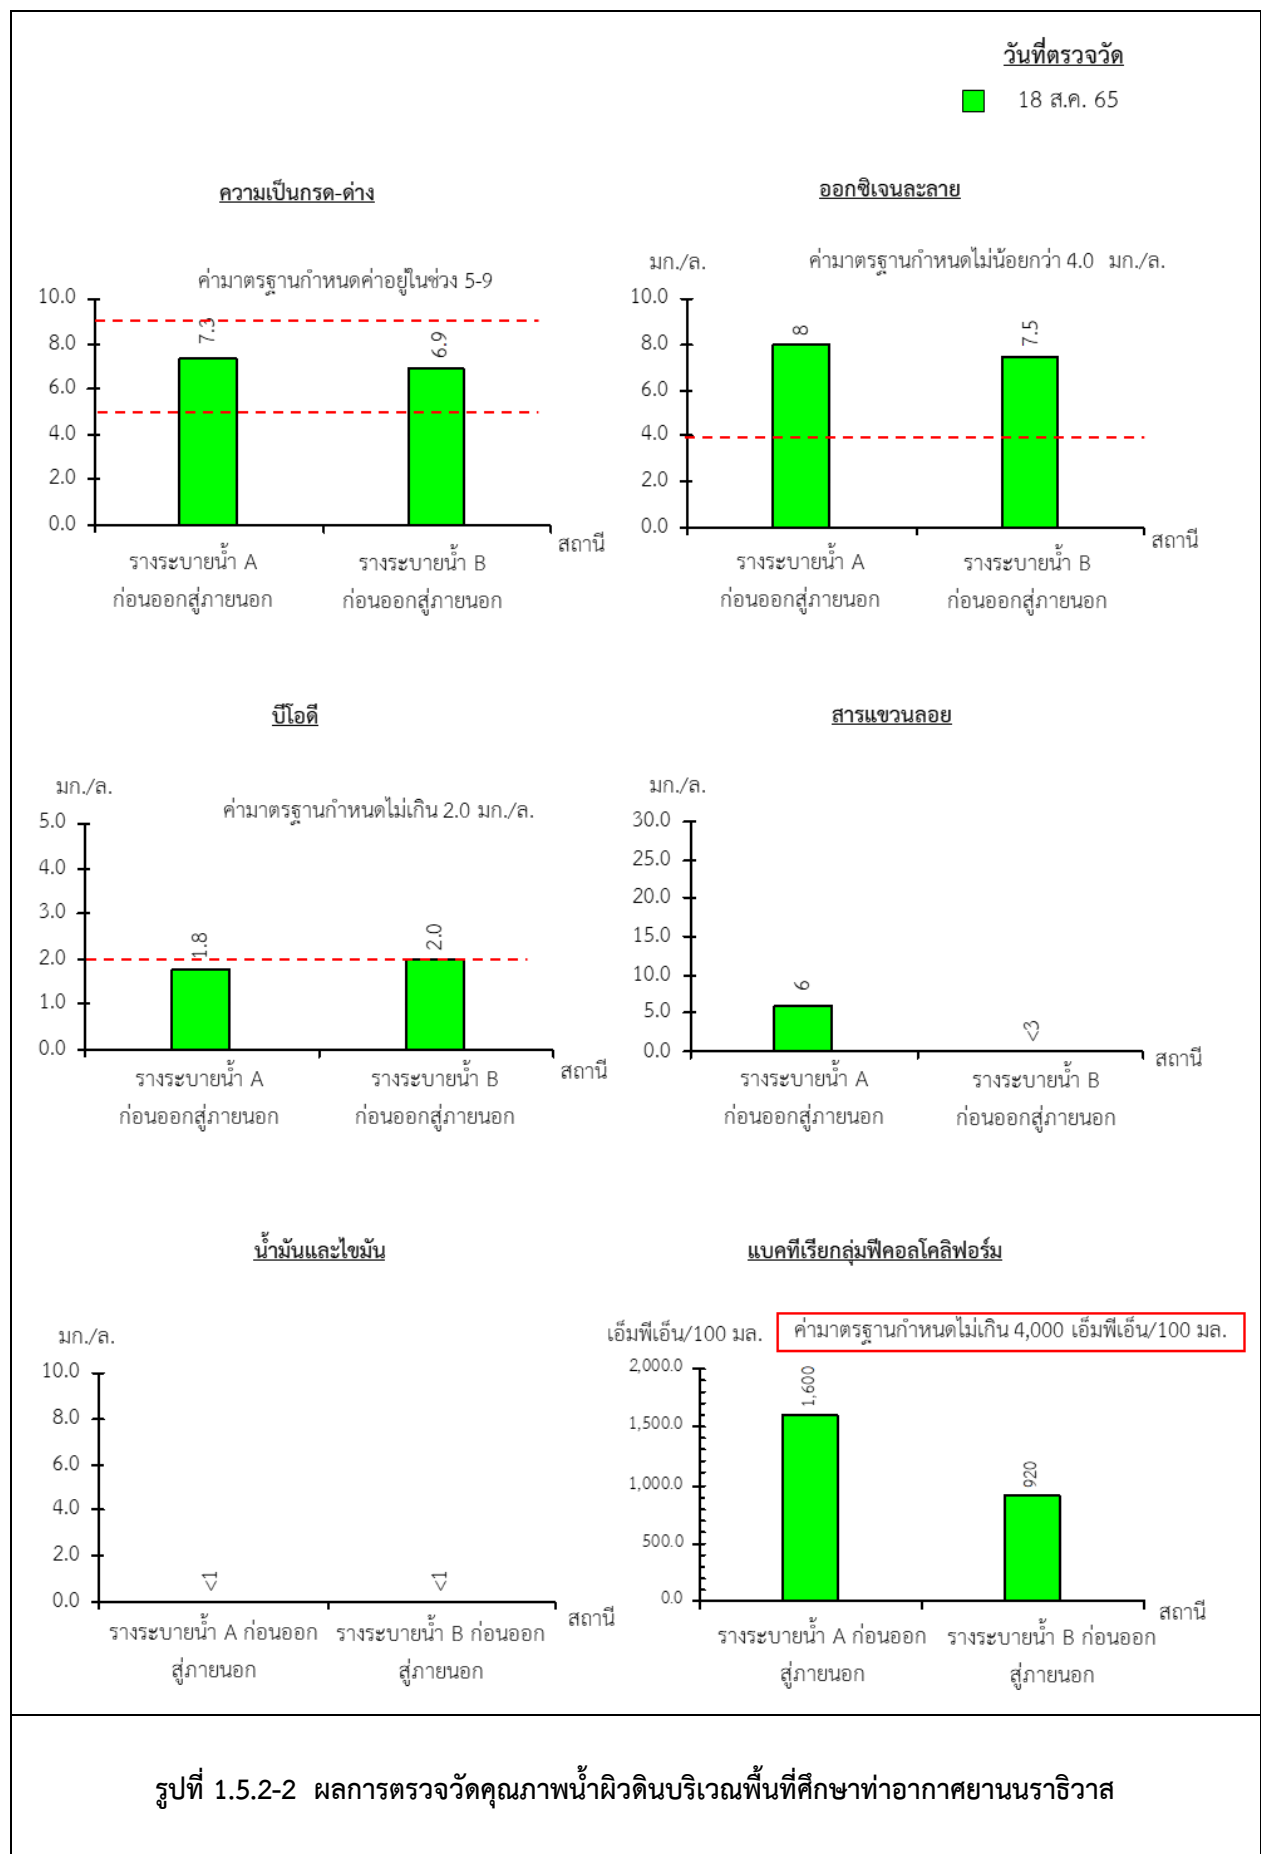 วันที่ตรวจวัด
18 ส.ค. 65
ความเป็นกรด-ด่าง
ค่ามาตรฐานกำหนดค่าอยู่ในช่วง 5-9
10.0
8.0
6.0
4.0
2.0
0.0
7.3
6.9
สถานี
รางระบายน้ำ A
ก่อนออกสู่ภายนอก
รางระบายน้ำ B
ก่อนออกสู่ภายนอก
ออกซิเจนละลาย
มก./ล.
ค่ามาตรฐานกำหนดไม่น้อยกว่า 4.0 มก./ล.
10.0
8.0
6.0
4.0
2.0
0.0
8
7.5
สถานี
รางระบายน้ำ A
ก่อนออกสู่ภายนอก
รางระบายน้ำ B
ก่อนออกสู่ภายนอก
บีโอดี
มก./ล.
ค่ามาตรฐานกำหนดไม่เกิน 2.0 มก./ล.
5.0
4.0
3.0
2.0
1.0
0.0
1.8
2.0
สถานี
รางระบายน้ำ A
ก่อนออกสู่ภายนอก
รางระบายน้ำ B
ก่อนออกสู่ภายนอก
สารแขวนลอย
มก./ล.
30.0
25.0
20.0
15.0
10.0
5.0
0.0
6
<3
สถานี
รางระบายน้ำ A
ก่อนออกสู่ภายนอก
รางระบายน้ำ B
ก่อนออกสู่ภายนอก
น้ำมันและไขมัน
มก./ล.
10.0
8.0
6.0
4.0
2.0
0.0
<1
<1
สถานี
รางระบายน้ำ A ก่อนออก
สู่ภายนอก
รางระบายน้ำ B ก่อนออก
สู่ภายนอก
แบคทีเรียกลุ่มฟีคอลโคลิฟอร์ม
เอ็มพีเอ็น/100 มล.
ค่ามาตรฐานกำหนดไม่เกิน 4,000 เอ็มพีเอ็น/100 มล.
2,000.0
1,500.0
1,000.0
500.0
0.0
1,600
920
สถานี
รางระบายน้ำ A ก่อนออก
สู่ภายนอก
รางระบายน้ำ B ก่อนออก
สู่ภายนอก
รูปที่ 1.5.2-2 ผลการตรวจวัดคุณภาพน้ำผิวดินบริเวณพื้นที่ศึกษาท่าอากาศยานนราธิวาส